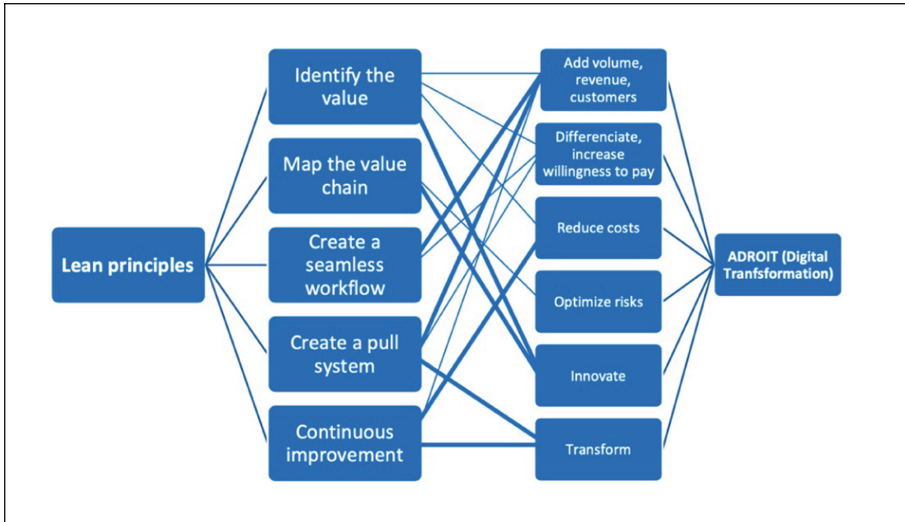 Lean principles
Identify the
value
Map the value
chain
Create a
seamless
workflow
Create a pull
system
Continuous
improvement
Add volume,
revenue,
customers
Differenciate,
increase
willingness to pay
Reduce costs
Optimize risks
Innovate
Transform
ADROIT (Digital
Tranfsformation)